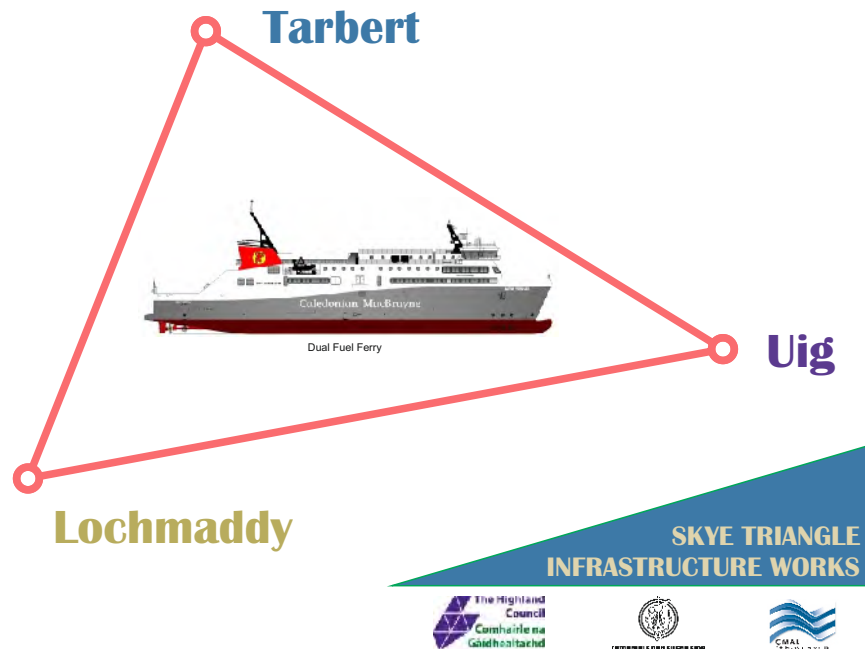 Tarbert
Caledonian MacBrayne
Dual Fuel Ferry
Uig
Lochmaddy
SKYE TRIANGLE
INFRASTRUCTURE WORKS
The Highland
Council
Comhairle na
Gàidhealtachd
CMAL